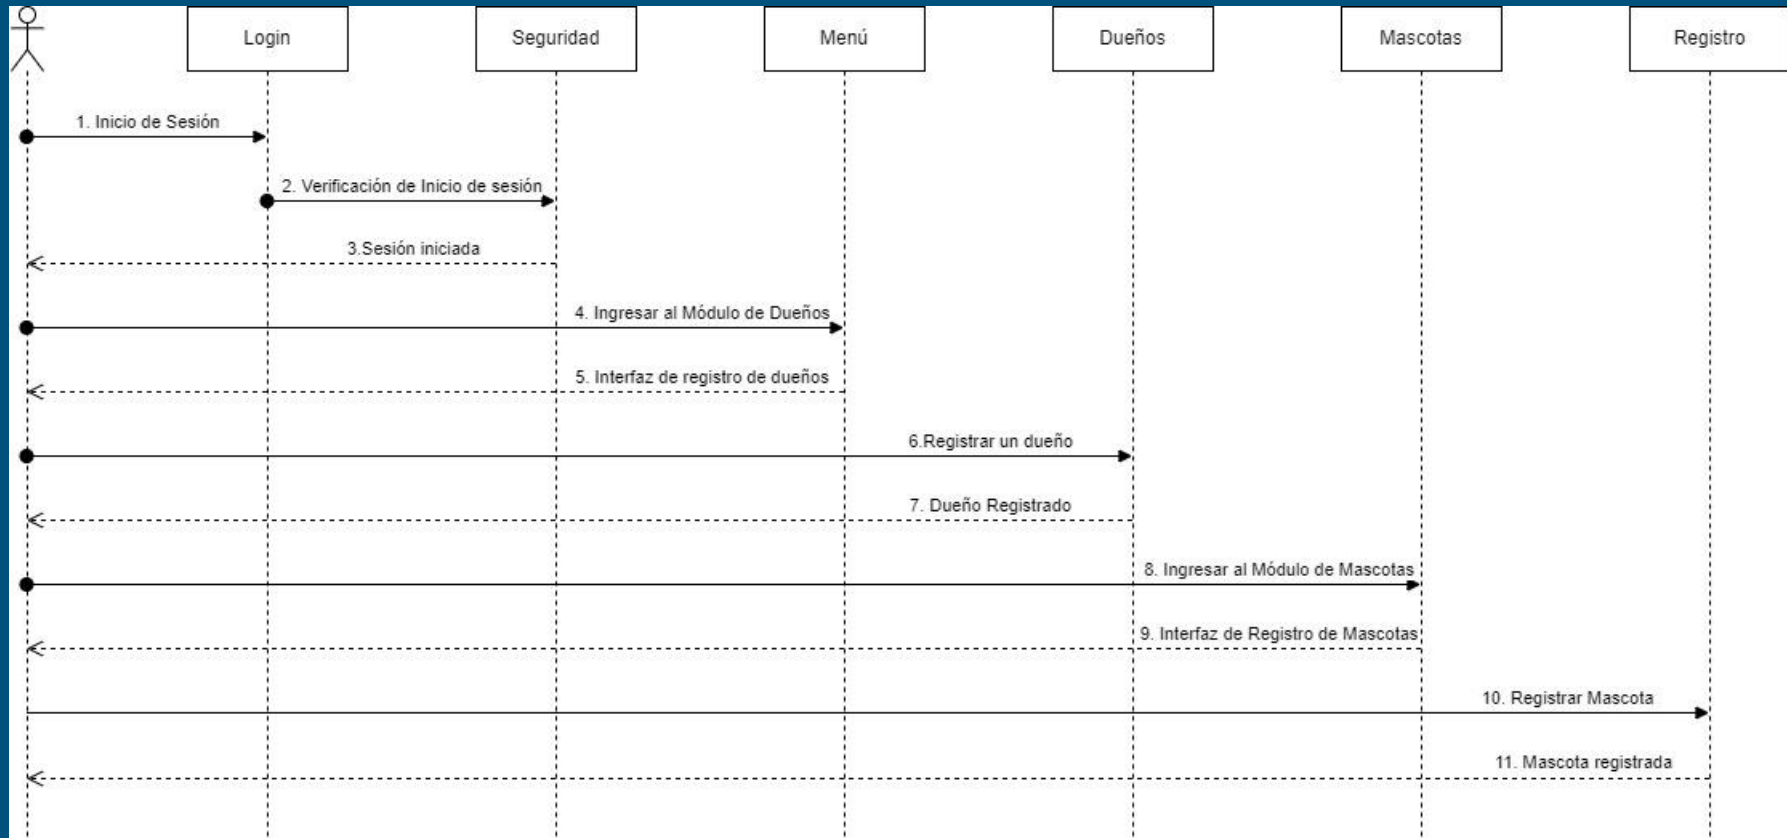 Login
Seguridad
Menú
Dueños
Mascotas
Registro
1. Inicio de Sesión
2. Verificación de Inicio de sesión
3.Sesión iniciada
4. Ingresar al Módulo de Dueños
5. Interfaz de registro de dueños
6.Registrar un dueño
7. Dueño Registrado
8. Ingresar al Módulo de Mascotas
9. Interfaz de Registro de Mascotas
10. Registrar Mascota
11. Mascota registrada